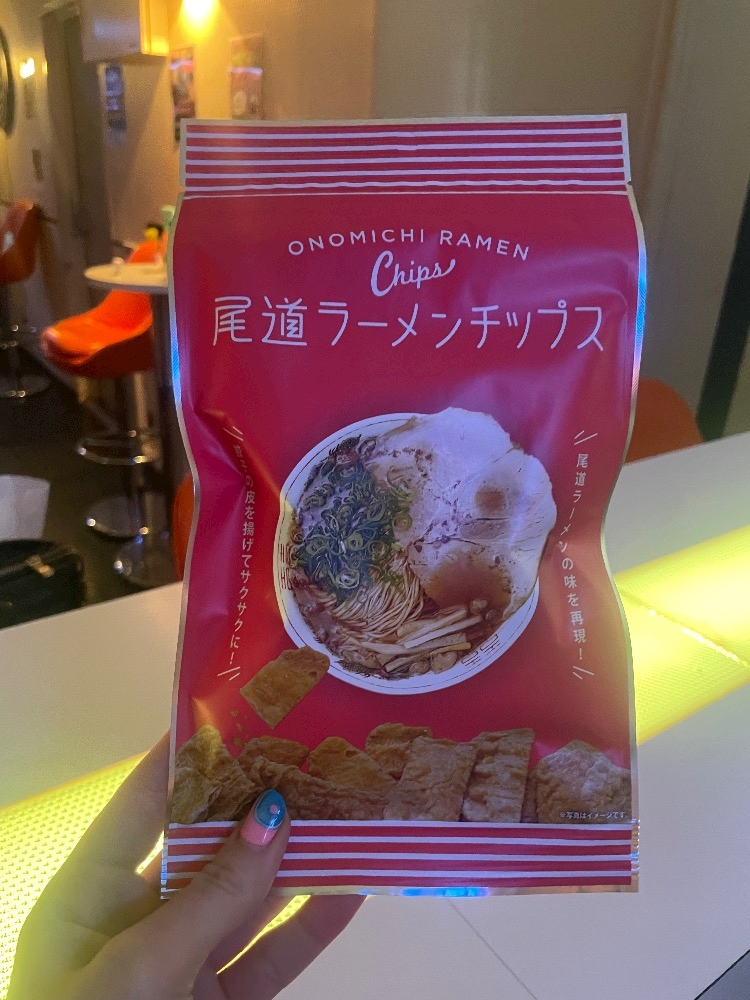 ONOMICHI RAMEN
Chips
尾道ラーメンチップス
尾道ラーメンの味を再現!
の皮を揚げてサクサクに!
※写真はイメージです